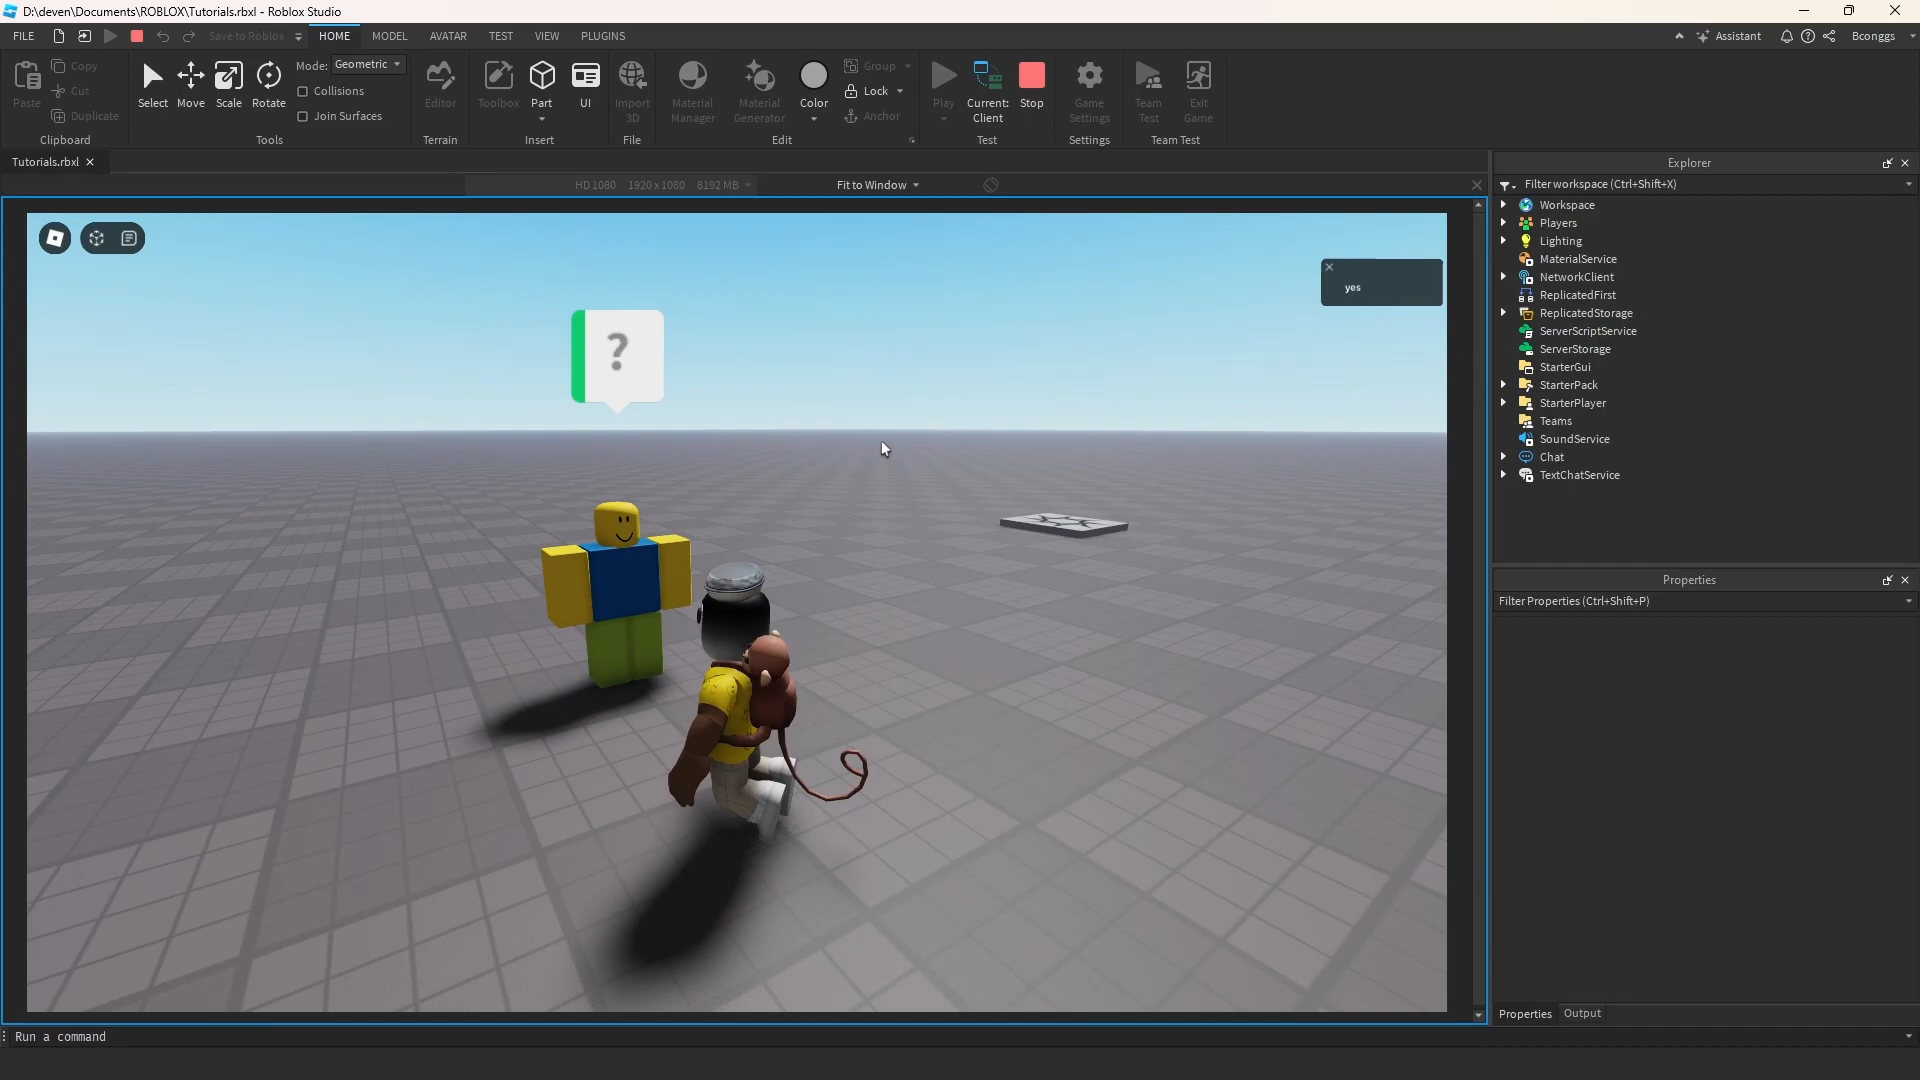 D:\deven\Documents\ROBLOX\Tutorials.rbxl - Roblox Studio
FILE Save to Roblox HOME MODEL AVATAR TEST VIEW PLUGINS Assistant Bconggs
Paste Copy Cut Duplicate
Clipboard
Select Move Scale Rotate
Mode: Geometric
Collisions
Join Surfaces
Tools
Editor
Terrain
Toolbox Part UI
Insert
Import 3D
File
Material Manager
Material Generator
Color
Group
Lock
Anchor
Edit
Play
Current: Client
Stop
Test
Game Settings
Settings
Team Test
Exit Game
Team Test
Tutorials.rbxl
HD 1080 1920 x 1080 8192 MB Fit to Window
yes
?
Explorer
Filter workspace (Ctrl+Shift+X)
Workspace
Players
Lighting
MaterialService
NetworkClient
ReplicatedFirst
ReplicatedStorage
ServerScriptService
ServerStorage
StarterGui
StarterPack
StarterPlayer
Teams
SoundService
Chat
TextChatService
Properties
Filter Properties (Ctrl+Shift+P)
Properties Output
Run a command